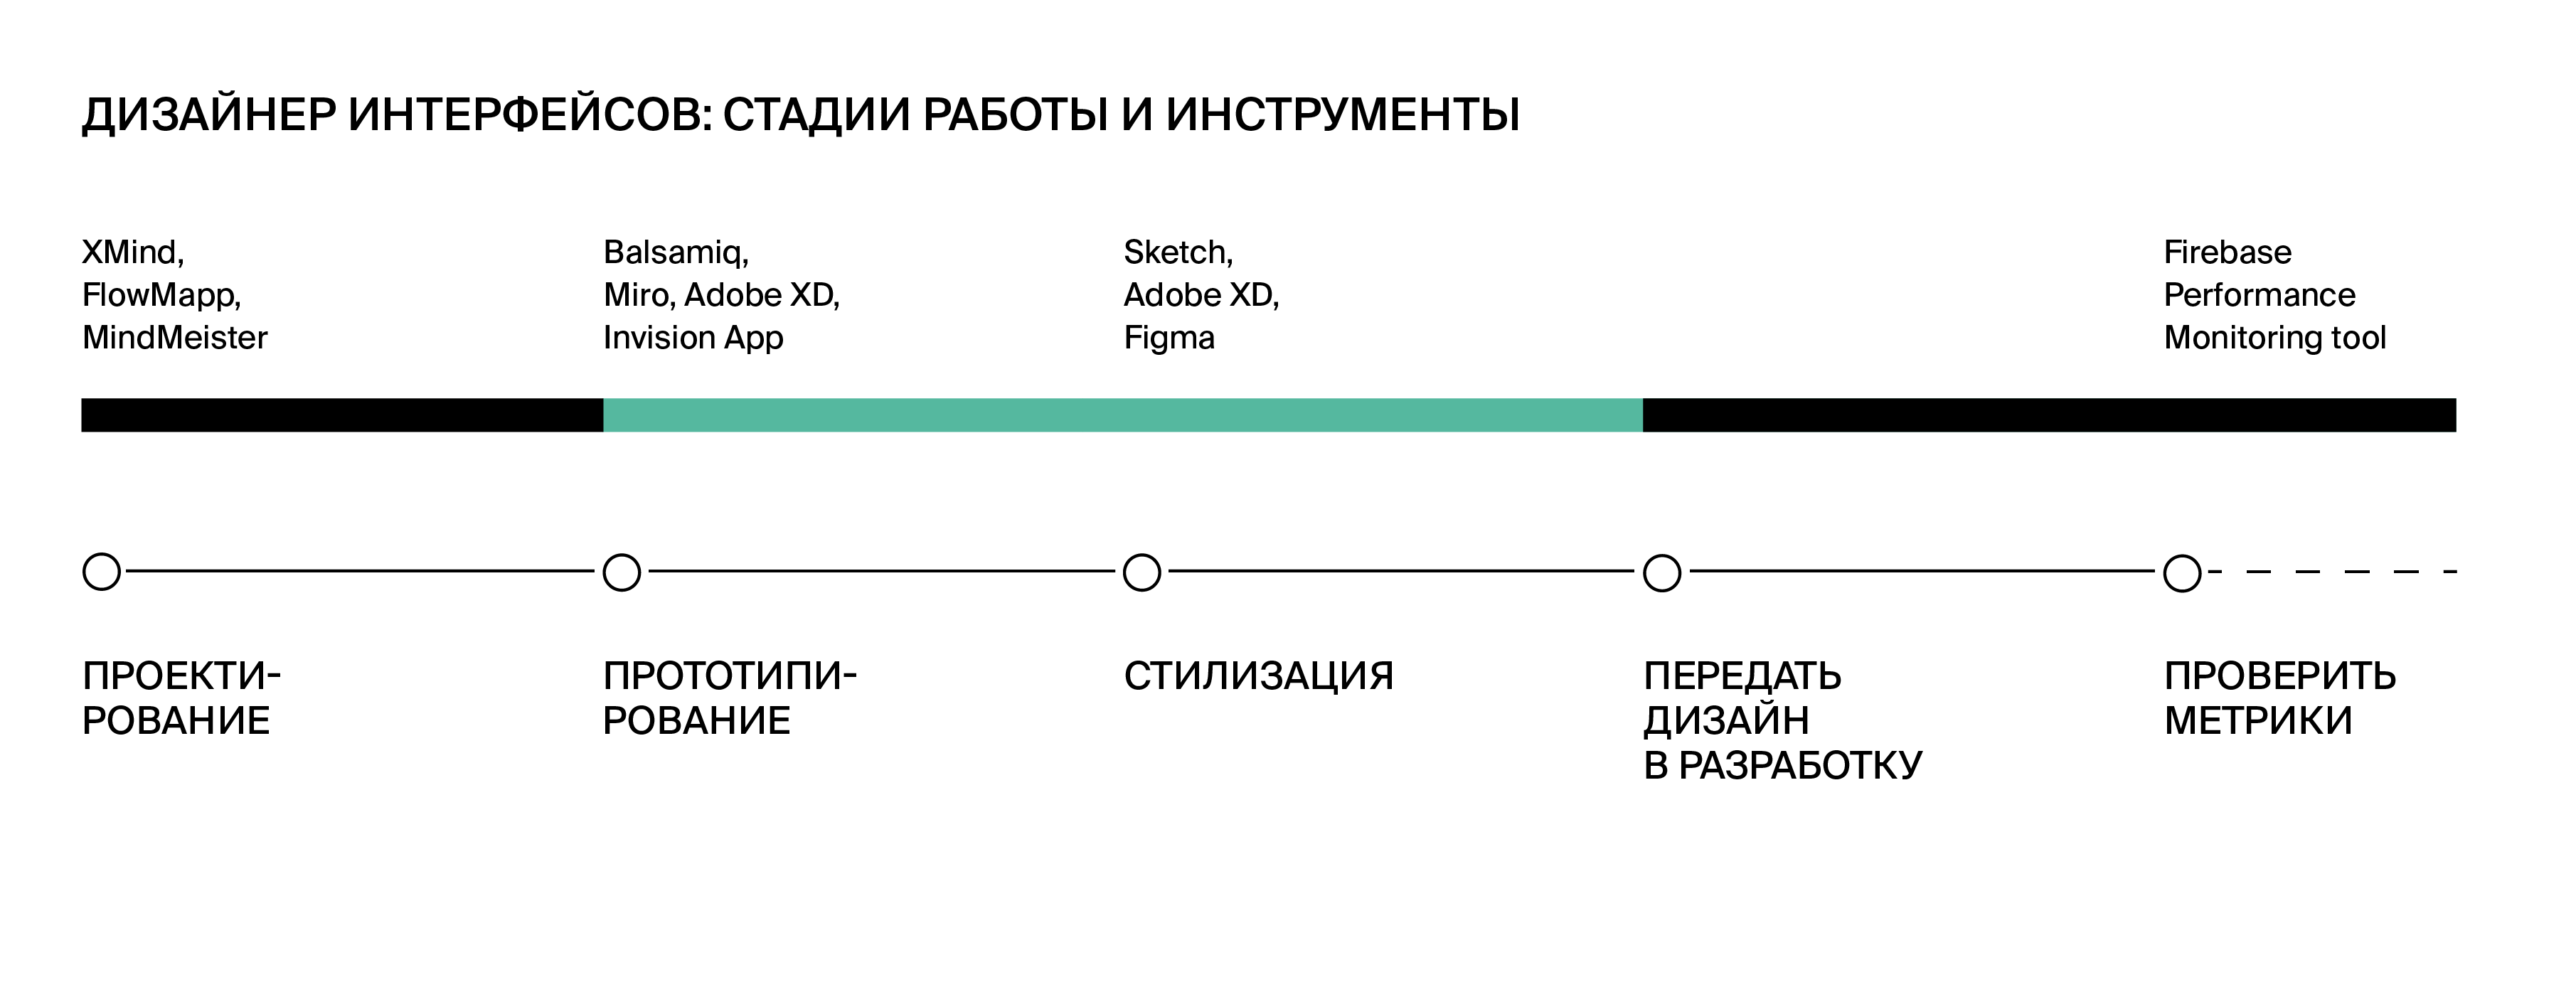 ДИЗАЙНЕР ИНТЕРФЕЙСОВ: СТАДИИ РАБОТЫ И ИНСТРУМЕНТЫ
XMind,
FlowMapp,
MindMeister
Balsamiq,
Miro, Adobe XD,
Invision App
Sketch,
Adobe XD,
Figma
Firebase
Performance
Monitoring tool
ПРОЕКТИ-
РОВАНИЕ
ПРОТОТИПИ-
РОВАНИЕ
СТИЛИЗАЦИЯ
ПЕРЕДАТЬ
ДИЗАЙН
В РАЗРАБОТКУ
ПРОВЕРИТЬ
МЕТРИКИ